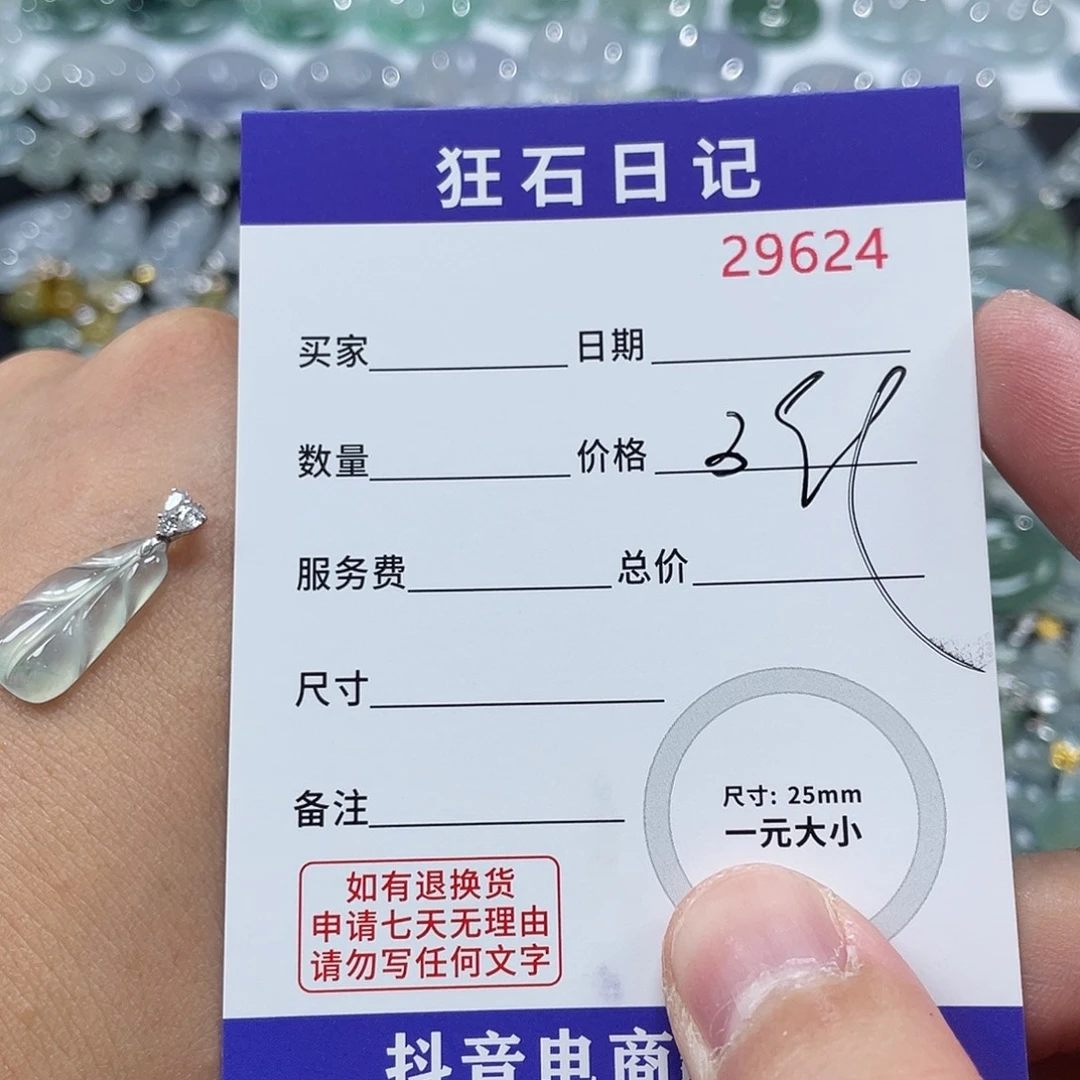 狂石日记
29624
买家 日期
数量 价格
服务费 总价
尺寸
备注
尺寸: 25mm
一元大小
如有退换货
申请七天无理由
请勿写任何文字
抖音电商